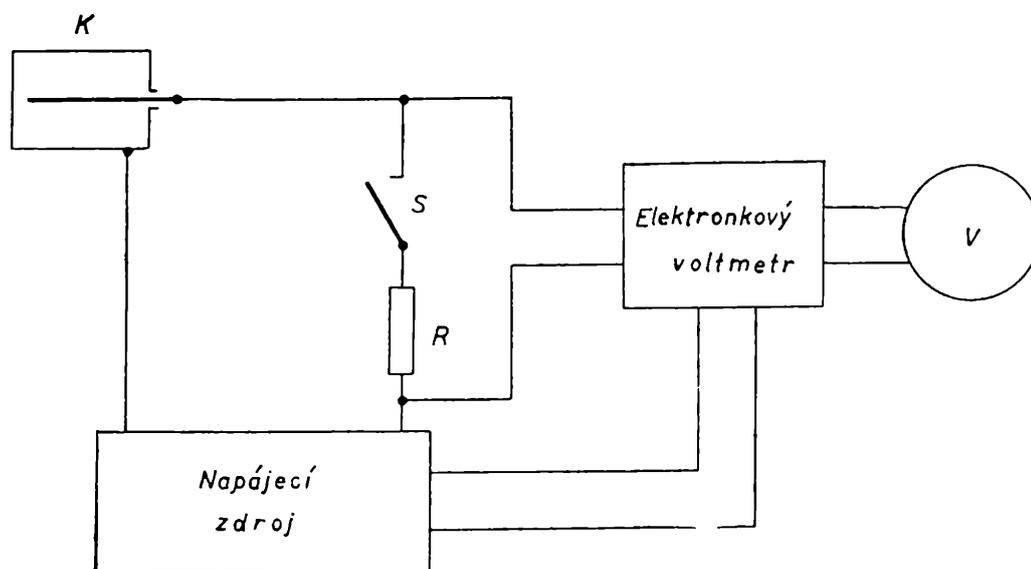 K
S
R
Elektronkový
voltmetr
V
Napájecí
zdroj